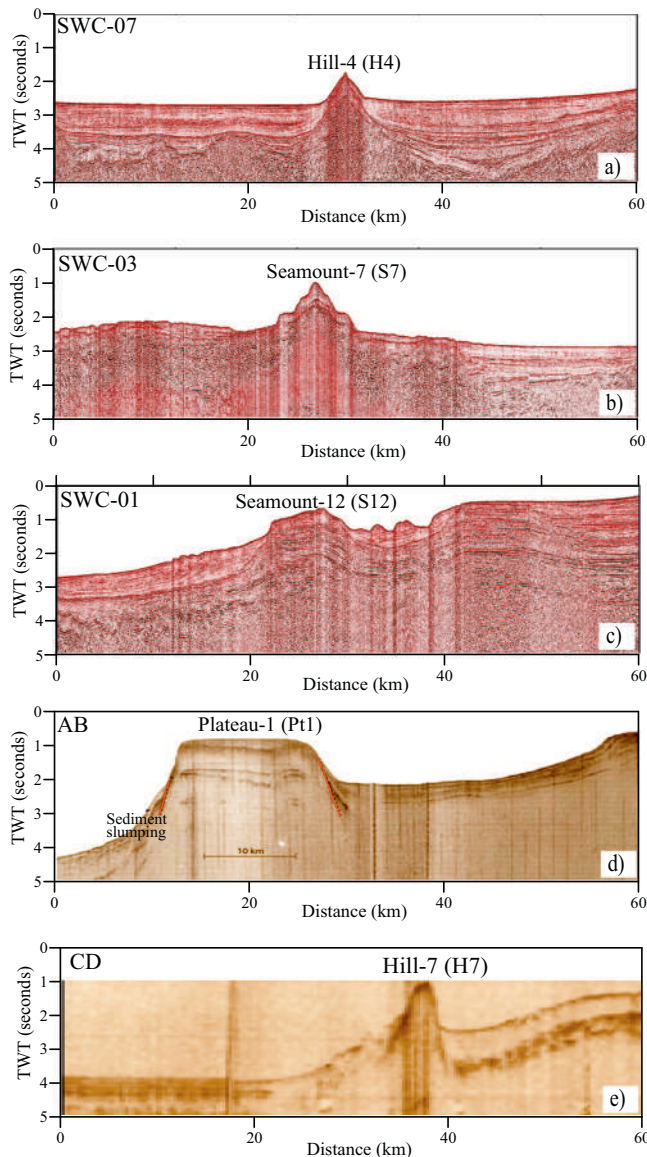 SWC-07
Hill-4 (H4)
TWT (seconds)
0
1
2
3
4
5
a)
0
20
40
60
Distance (km)
SWC-03
Seamount-7 (S7)
TWT (seconds)
0
1
2
3
4
5
b)
0
20
40
60
Distance (km)
SWC-01
Seamount-12 (S12)
TWT (seconds)
0
1
2
3
4
5
c)
0
20
40
60
Distance (km)
AB
Plateau-1 (Pt1)
TWT (seconds)
0
1
2
3
4
5
Sediment
slumping
10 km
d)
0
20
40
60
Distance (km)
CD
Hill-7 (H7)
TWT (seconds)
0
1
2
3
4
5
e)
0
20
40
60
Distance (km)